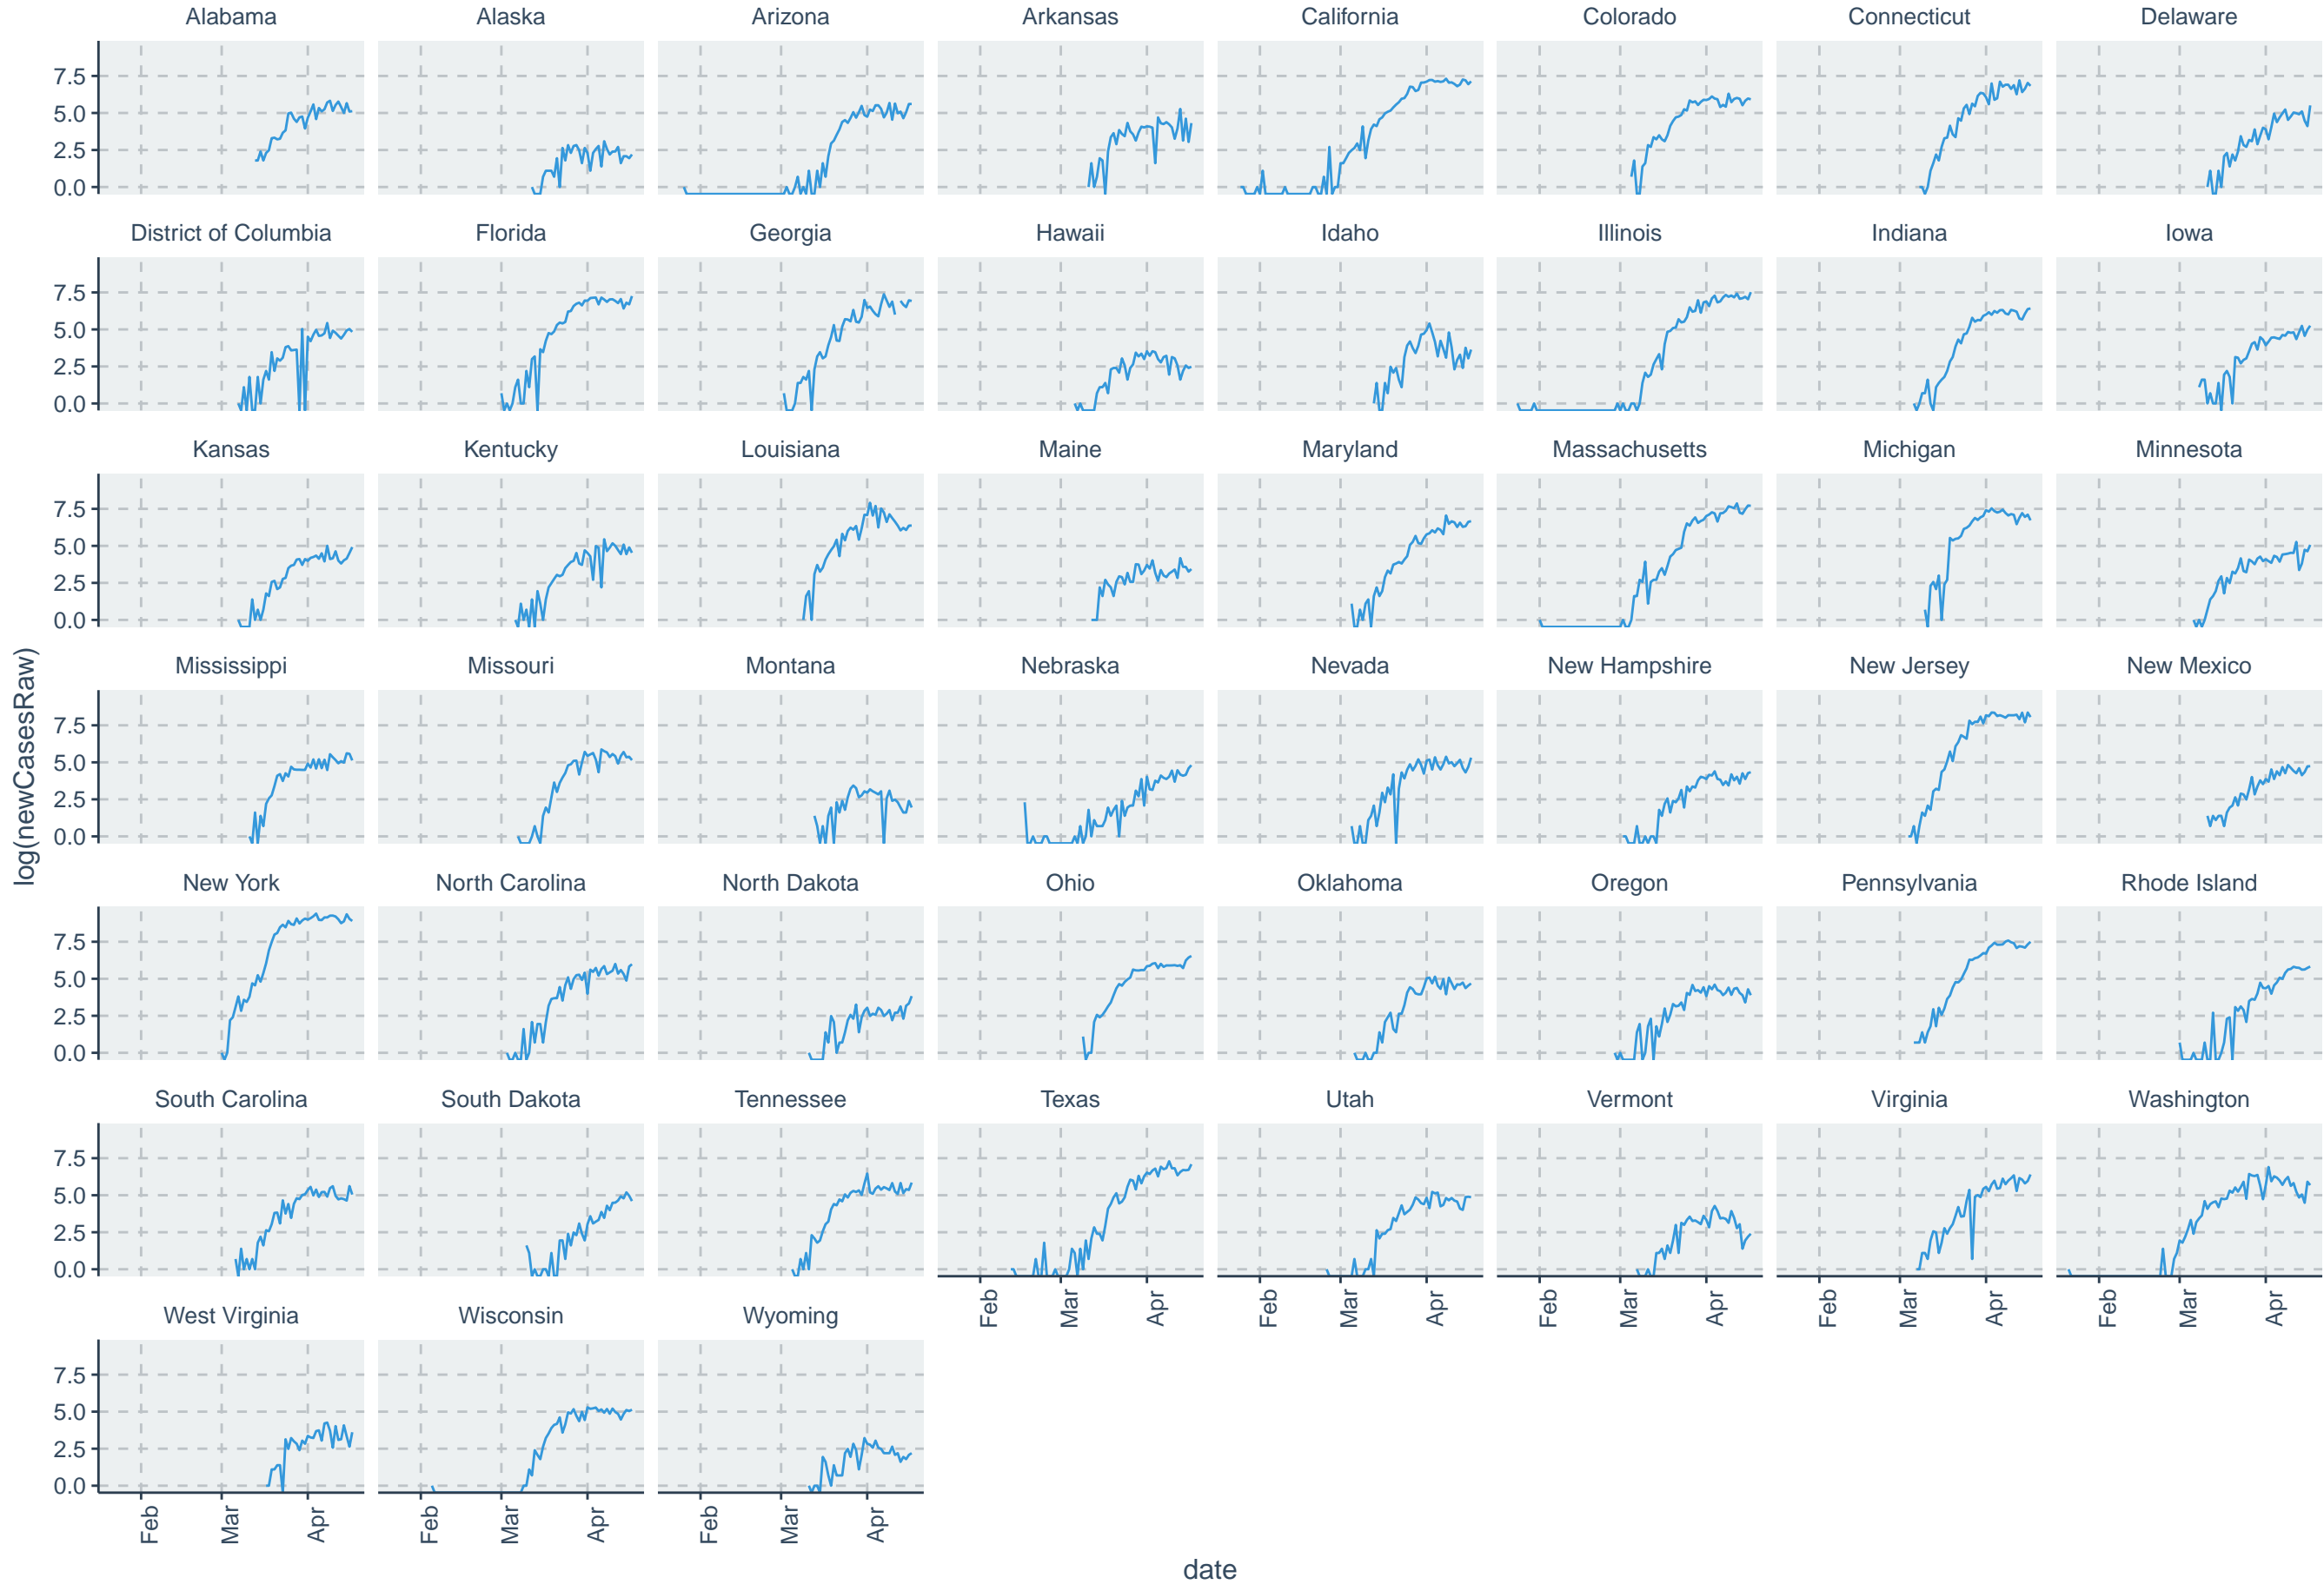 Alabama Alaska Arizona Arkansas California Colorado Connecticut Delaware
7.5
5.0
2.5
0.0
District of Columbia Florida Georgia Hawaii Idaho Illinois Indiana Iowa
7.5
5.0
2.5
0.0
Kansas Kentucky Louisiana Maine Maryland Massachusetts Michigan Minnesota
7.5
5.0
2.5
0.0
log(newCasesRaw)
Mississippi Missouri Montana Nebraska Nevada New Hampshire New Jersey New Mexico
7.5
5.0
2.5
0.0
New York North Carolina North Dakota Ohio Oklahoma Oregon Pennsylvania Rhode Island
7.5
5.0
2.5
0.0
South Carolina South Dakota Tennessee Texas Utah Vermont Virginia Washington
7.5
5.0
2.5
0.0
Feb Mar Apr Feb Mar Apr Feb Mar Apr Feb Mar Apr Feb Mar Apr
West Virginia Wisconsin Wyoming
7.5
5.0
2.5
0.0
Feb Mar Apr Feb Mar Apr Feb Mar Apr
date